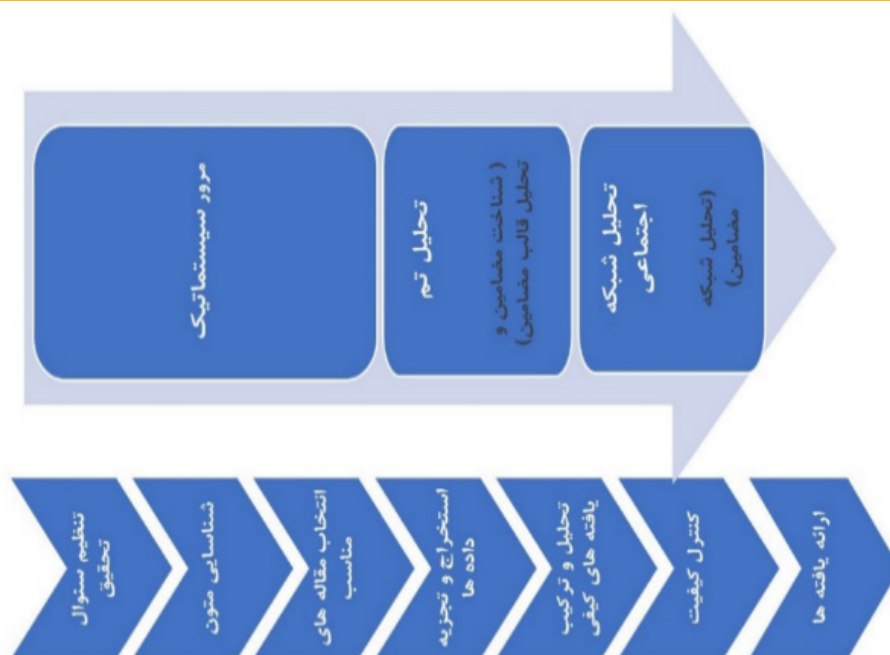 مرور سیستماتیک
تحلیل تم
( شناخت مضامین و
تحلیل قالب مضامین)
تحلیل شبکه
اجتماعی
(تحلیل شبکه
مضامین)
تنظیم سئوال
تحقیق
شناسایی متون
انتخاب مقاله های
مناسب
استخراج و تجزیه
داده ها
تحلیل و ترکیب
یافته های کیفی
کنترل کیفیت
ارائه یافته ها